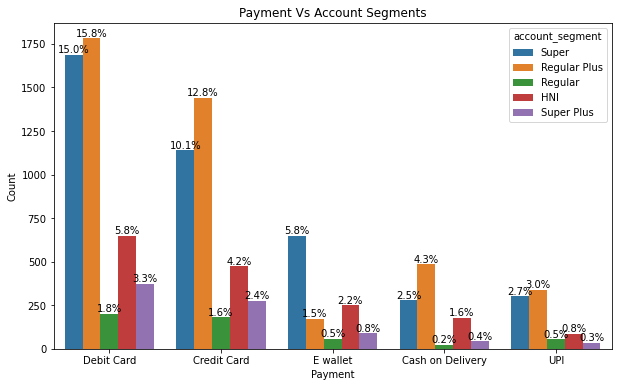 Payment Vs Account Segments
account_segment
Super
Regular Plus
Regular
HNI
Super Plus
Count
1750
1500
1250
1000
750
500
250
0
15.0%
15.8%
1.8%
5.8%
3.3%
10.1%
12.8%
1.6%
4.2%
2.4%
5.8%
1.5%
0.5%
2.2%
0.8%
2.5%
4.3%
0.2%
1.6%
0.4%
2.7%
3.0%
0.5%
0.8%
0.3%
Debit Card
Credit Card
E wallet
Cash on Delivery
UPI
Payment